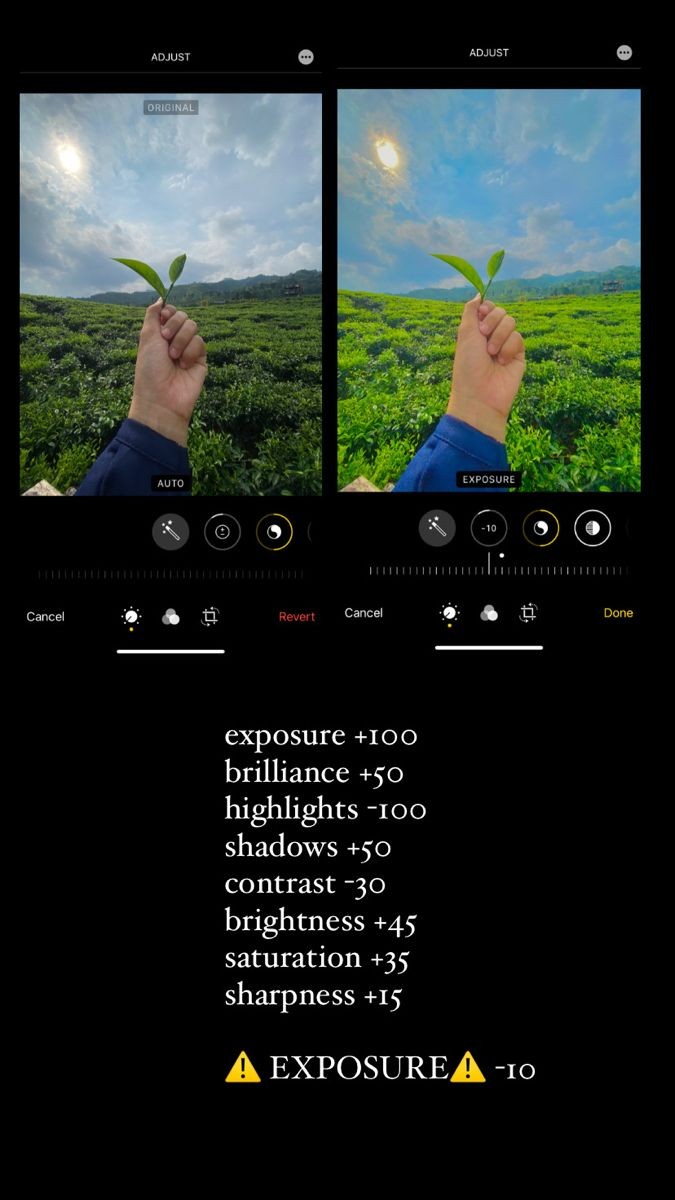 ADJUST
ORIGINAL
AUTO
Cancel
Revert
ADJUST
EXPOSURE
-10
Cancel
Done
exposure +100
brilliance +50
highlights -100
shadows +50
contrast -30
brightness +45
saturation +35
sharpness +15
⚠️ EXPOSURE⚠️ -10